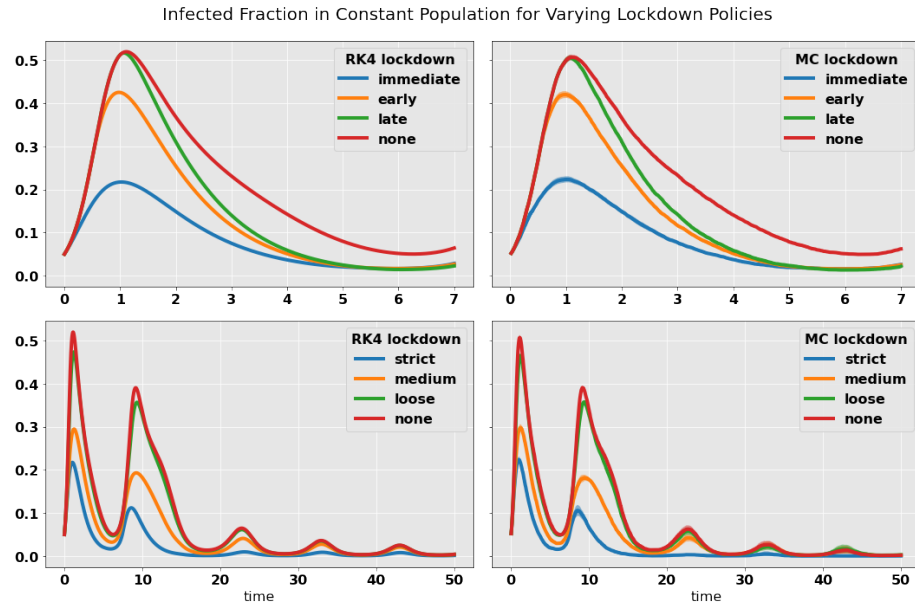 Infected Fraction in Constant Population for Varying Lockdown Policies
0.5
0.4
0.3
0.2
0.1
0.0
RK4 lockdown
immediate
early
late
none
0 1 2 3 4 5 6 7
MC lockdown
immediate
early
late
none
0 1 2 3 4 5 6 7
0.5
0.4
0.3
0.2
0.1
0.0
RK4 lockdown
strict
medium
loose
none
0 10 20 30 40 50
time
MC lockdown
strict
medium
loose
none
0 10 20 30 40 50
time